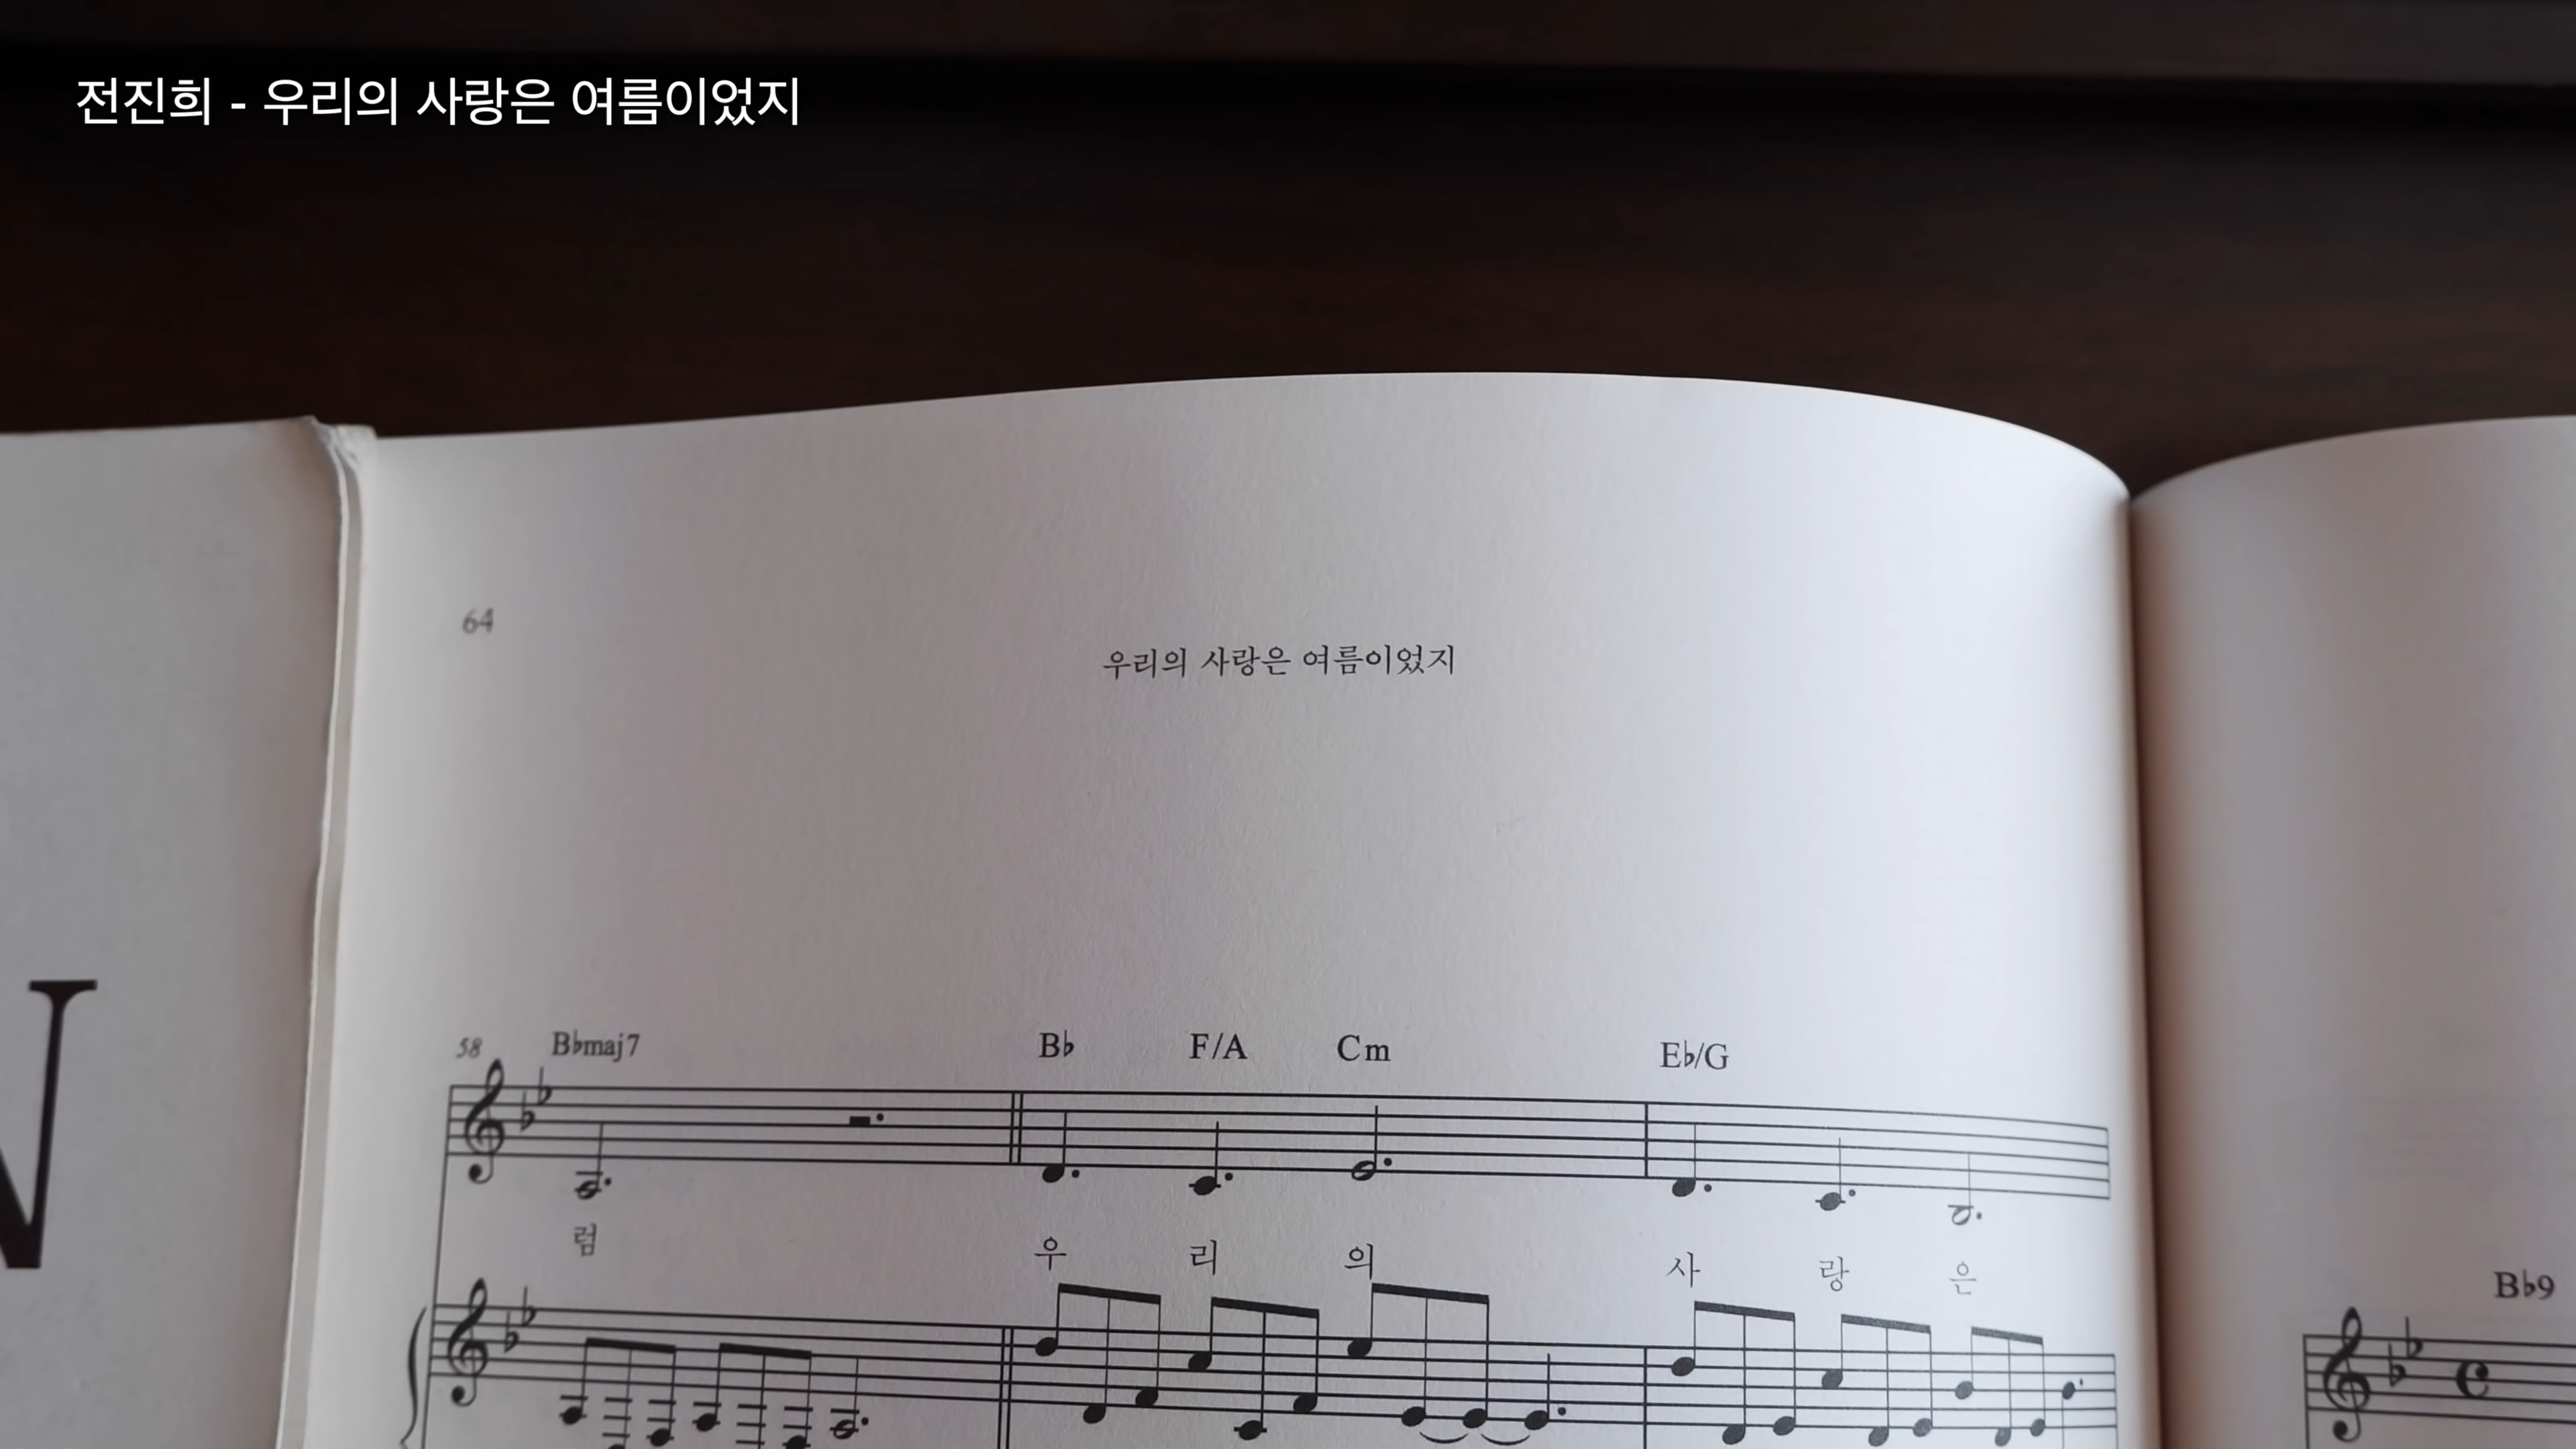 전진희 - 우리의 사랑은 여름이었지
64
우리의 사랑은 여름이었지
58 B♭maj7 B♭ F/A Cm E♭/G
럼 우 리 의 사 랑 은
N
B♭9